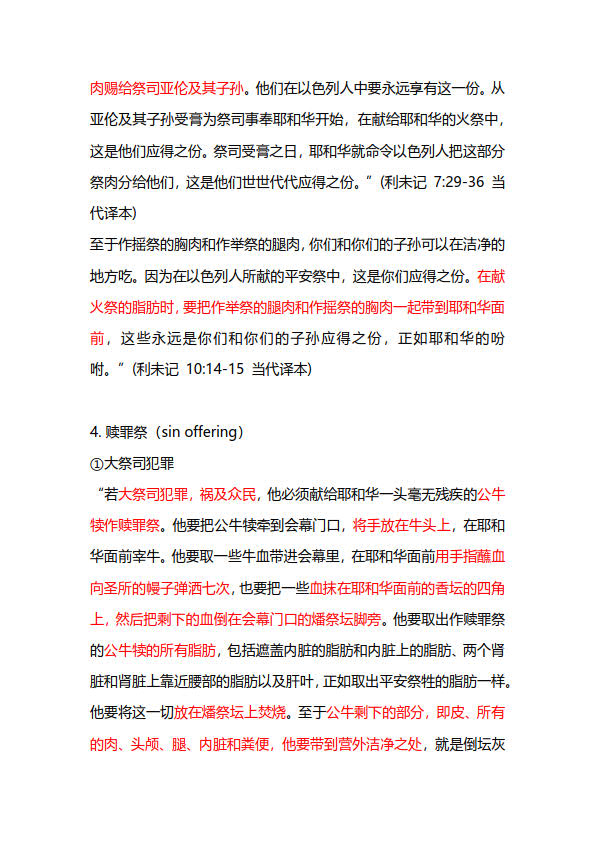 肉赐给祭司亚伦及其子孙。他们在以色列人中要永远享有这一份。从
亚伦及其子孙受膏为祭司事奉耶和华开始，在献给耶和华的火祭中，
这是他们应得之份。祭司受膏之日，耶和华就命令以色列人把这部分
祭肉分给他们，这是他们世世代代应得之份。”(利未记 7:29-36 当
代译本)
至于作摇祭的胸肉和作举祭的腿肉，你们和你们的子孙可以在洁净的
地方吃。因为在以色列人所献的平安祭中，这是你们应得之份。在献
火祭的脂肪时，要把作举祭的腿肉和作摇祭的胸肉一起带到耶和华面
前，这些永远是你们和你们的子孙应得之份，正如耶和华的吩
咐。”(利未记 10:14-15 当代译本)
4. 赎罪祭（sin offering）
①大祭司犯罪
“若大祭司犯罪，祸及众民，他必须献给耶和华一头毫无残疾的公牛
犊作赎罪祭。他要把公牛犊牵到会幕门口，将手放在牛头上，在耶和
华面前宰牛。他要取一些牛血带进会幕里，在耶和华面前用手指蘸血
向圣所的幔子弹洒七次，也要把一些血抹在耶和华面前的香坛的四角
上，然后把剩下的血倒在会幕门口的燔祭坛脚旁。他要取出作赎罪祭
的公牛犊的所有脂肪，包括遮盖内脏的脂肪和内脏上的脂肪、两个肾
脏和肾脏上靠近腰部的脂肪以及肝叶，正如取出平安祭牲的脂肪一样。
他要将这一切放在燔祭坛上焚烧。至于公牛剩下的部分，即皮、所有
的肉、头颅、腿、内脏和粪便，他要带到营外洁净之处，就是倒坛灰